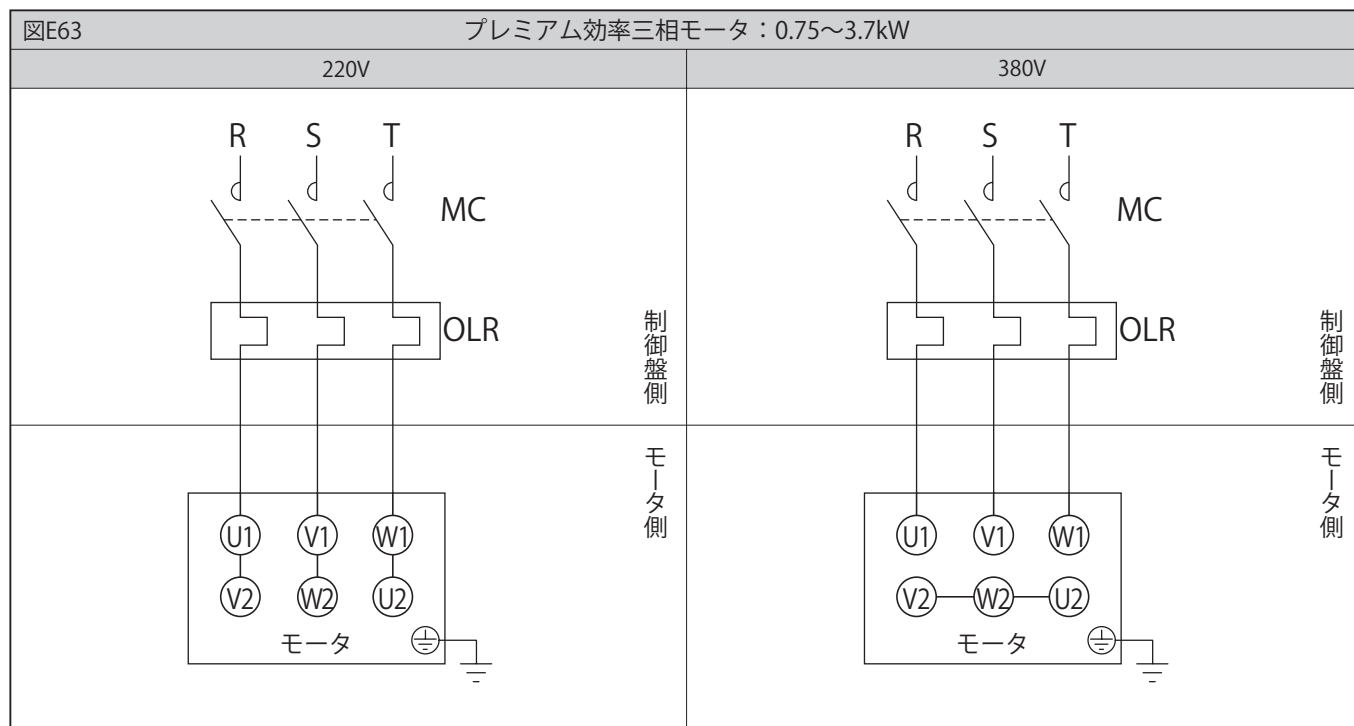 図E63
プレミアム効率三相モータ：0.75～3.7kW
220V
380V
R S T
MC
OLR
制御盤側
モータ側
U1 V1 W1
V2 W2 U2
モータ
R S T
MC
OLR
制御盤側
モータ側
U1 V1 W1
V2 W2 U2
モータ